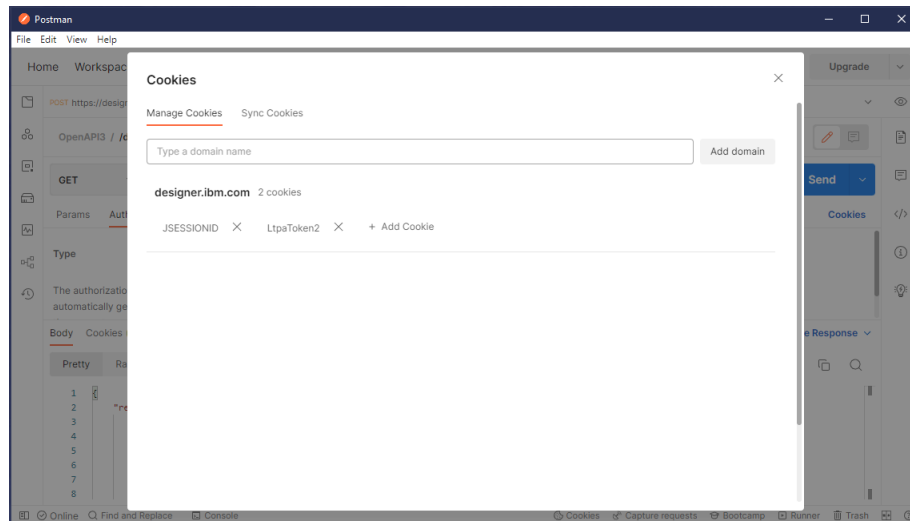 Postman
File Edit View Help
Home Workspac
Upgrade
Cookies
Manage Cookies Sync Cookies
POST https://desigr
Type a domain name
Add domain
OpenAPI3 /
designer.ibm.com 2 cookies
GET
Send
JSESSIONID
LtpaToken2
+ Add Cookie
Params Auth
Cookies
Type
The authorizatio
automatically ge
Body Cookies
e Response
Pretty Ra
1
2 "re
3
4
5
6
7
8
Online Find and Replace Console Cookies Capture requests Bootcamp Runner Trash